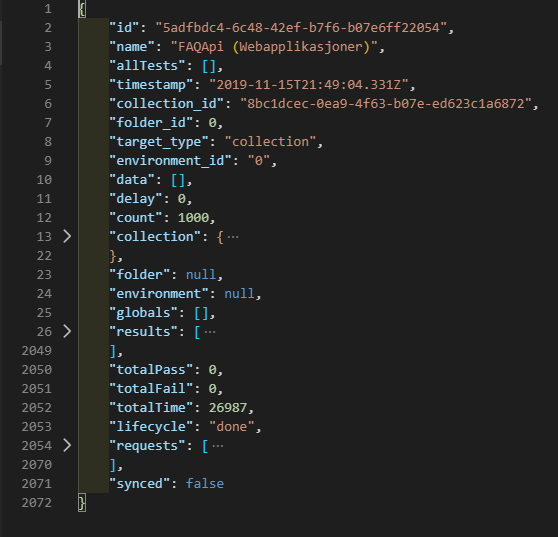 1 {
2 "id": "5adfbdc4-6c48-42ef-b7f6-b07e6ff22054",
3 "name": "FAQApi (Webapplikasjoner)",
4 "allTests": [],
5 "timestamp": "2019-11-15T21:49:04.331Z",
6 "collection_id": "8bc1dcec-0ea9-4f63-b07e-ed623c1a6872",
7 "folder_id": 0,
8 "target_type": "collection",
9 "environment_id": "0",
10 "data": [],
11 "delay": 0,
12 "count": 1000,
13 "collection": { ···
22 },
23 "folder": null,
24 "environment": null,
25 "globals": [],
26 "results": [ ···
2049 ],
2050 "totalPass": 0,
2051 "totalFail": 0,
2052 "totalTime": 26987,
2053 "lifecycle": "done",
2054 "requests": [ ···
2070 ],
2071 "synced": false
2072 }